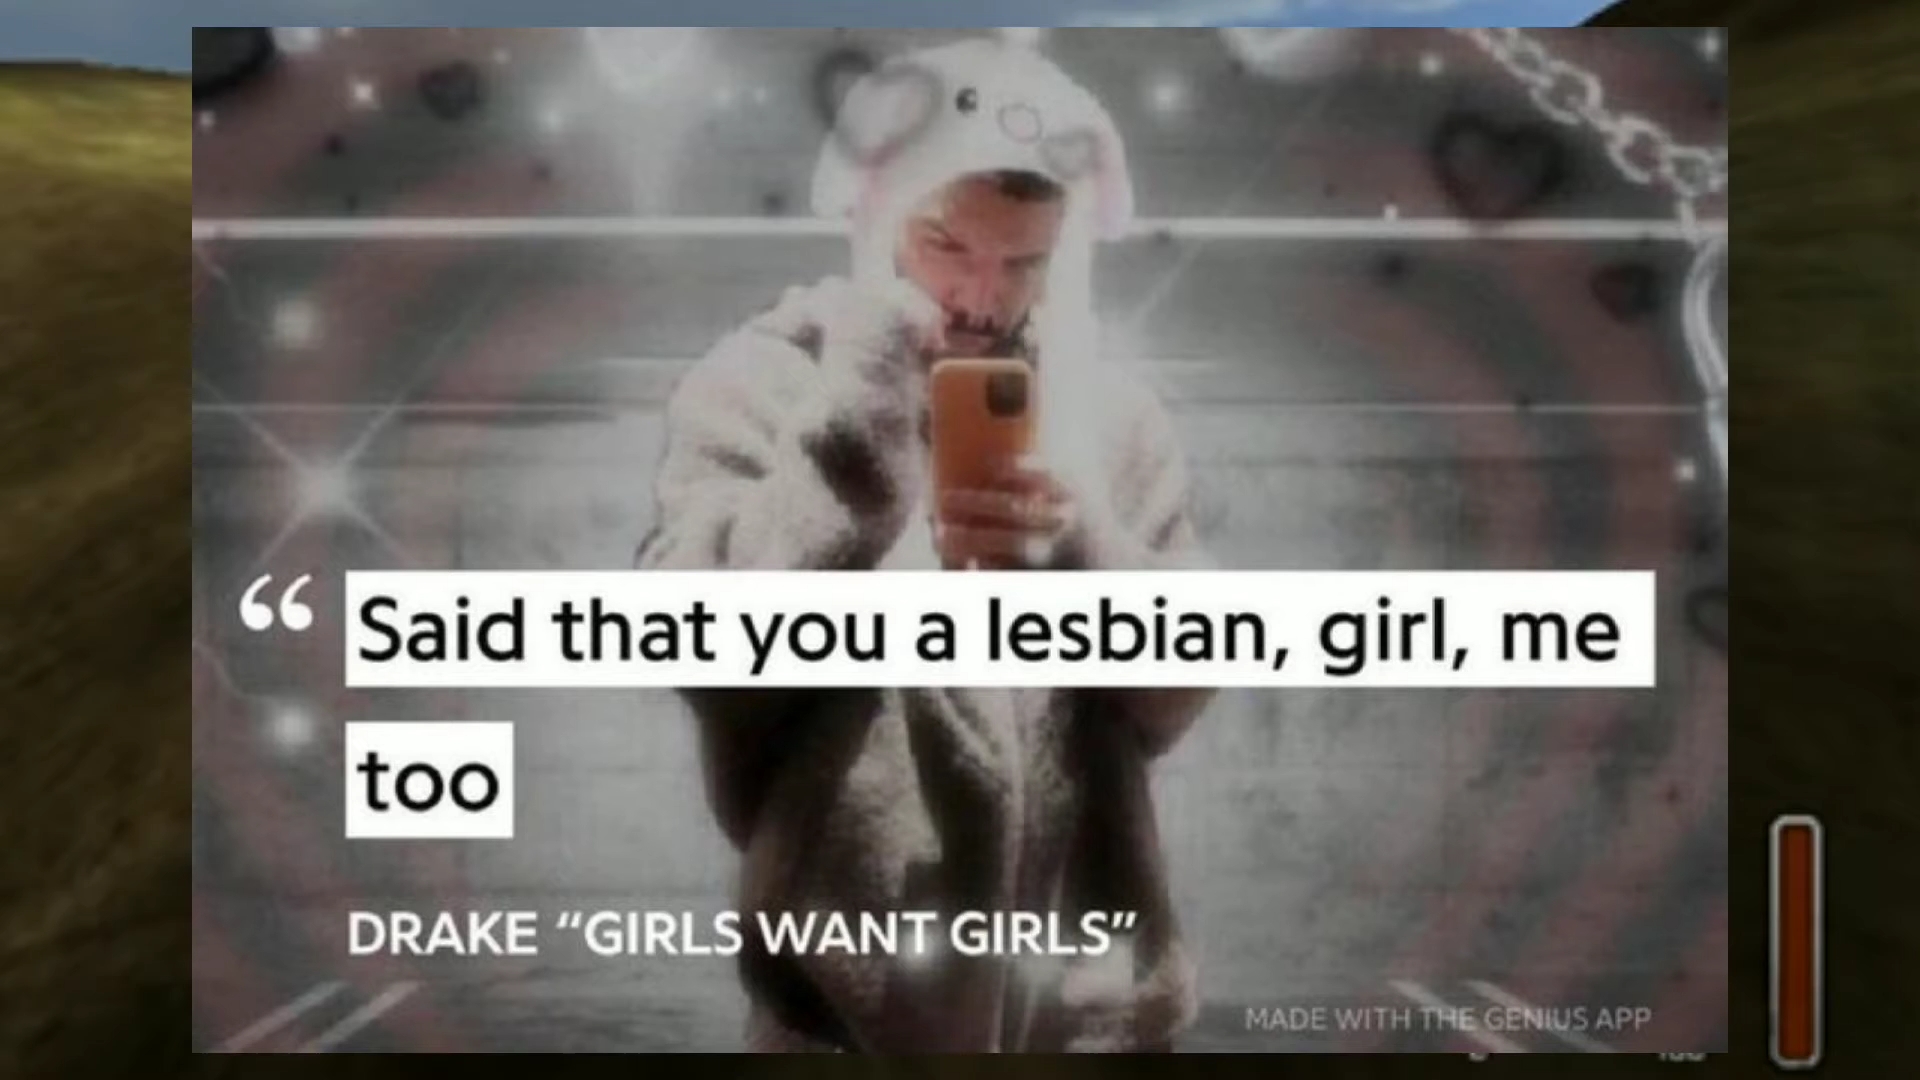 “ Said that you a lesbian, girl, me
too
DRAKE “GIRLS WANT GIRLS”
MADE WITH THE GENIUS APP